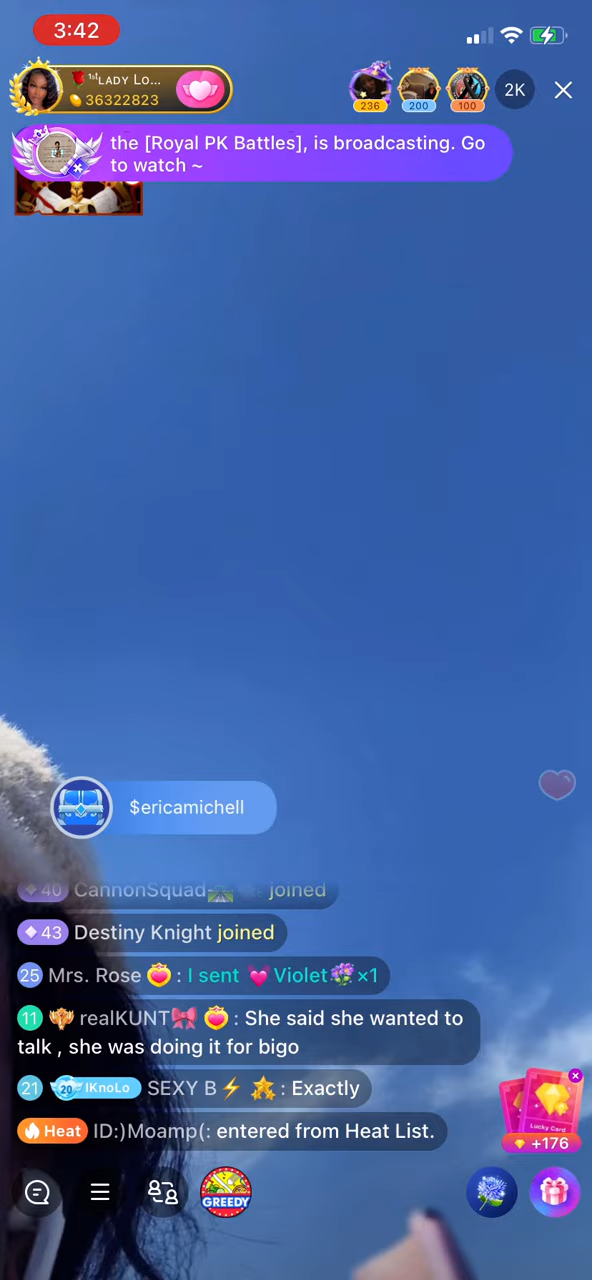 3:42
🌹 ¹ˢᵗLADY Lo...
36322823
236
200
100
2K
the [Royal PK Battles], is broadcasting. Go
to watch ~
$ericamichell
40 CannonSquad joined
43 Destiny Knight joined
25 Mrs. Rose : I sent 💓Violet ×1
11 realKUNT🎀 : She said she wanted to
talk , she was doing it for bigo
21 20 IKnoLo SEXY B⚡ : Exactly
Heat ID:)Moamp(: entered from Heat List.
Lucky Card
+176
GREEDY